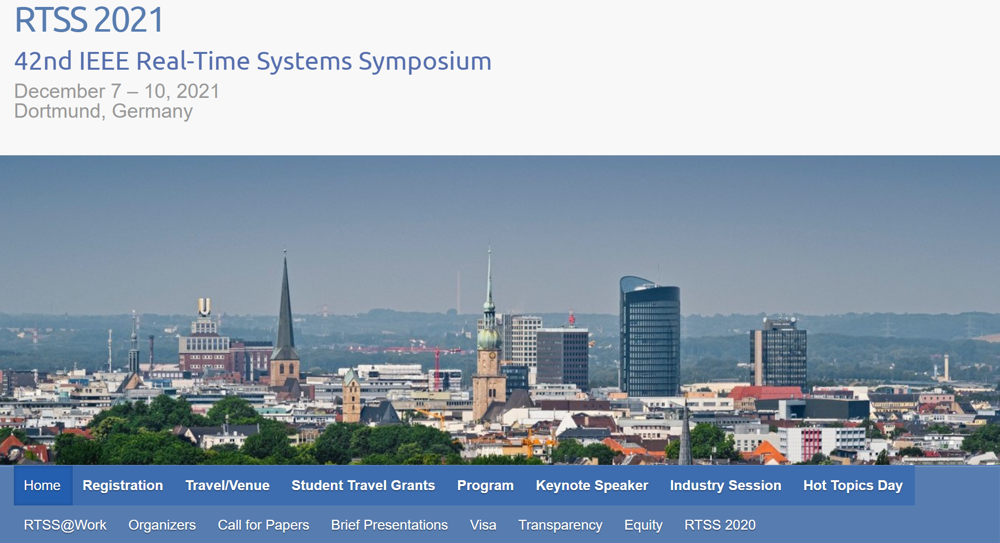 RTSS 2021
42nd IEEE Real-Time Systems Symposium
December 7 – 10, 2021
Dortmund, Germany
U
Home Registration Travel/Venue Student Travel Grants Program Keynote Speaker Industry Session Hot Topics Day
RTSS@Work Organizers Call for Papers Brief Presentations Visa Transparency Equity RTSS 2020